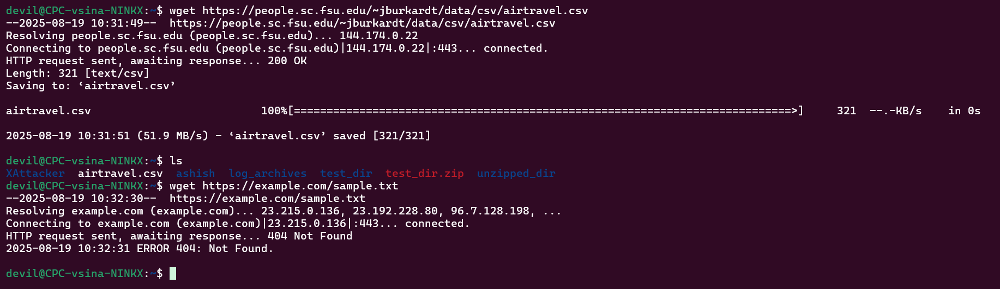 devil@CPC-vsina-NINKX:~$ wget https://people.sc.fsu.edu/~jburkardt/data/csv/airtravel.csv
--2025-08-19 10:31:49--  https://people.sc.fsu.edu/~jburkardt/data/csv/airtravel.csv
Resolving people.sc.fsu.edu (people.sc.fsu.edu)... 144.174.0.22
Connecting to people.sc.fsu.edu (people.sc.fsu.edu)|144.174.0.22|:443... connected.
HTTP request sent, awaiting response... 200 OK
Length: 321 [text/csv]
Saving to: ‘airtravel.csv’
airtravel.csv                          100%[============================================================================>]     321  --.-KB/s    in 0s
2025-08-19 10:31:51 (51.9 MB/s) - ‘airtravel.csv’ saved [321/321]
devil@CPC-vsina-NINKX:~$ ls
XAttacker  airtravel.csv  ashish  log_archives  test_dir  test_dir.zip  unzipped_dir
devil@CPC-vsina-NINKX:~$ wget https://example.com/sample.txt
--2025-08-19 10:32:30--  https://example.com/sample.txt
Resolving example.com (example.com)... 23.215.0.136, 23.192.228.80, 96.7.128.198, ...
Connecting to example.com (example.com)|23.215.0.136|:443... connected.
HTTP request sent, awaiting response... 404 Not Found
2025-08-19 10:32:31 ERROR 404: Not Found.
devil@CPC-vsina-NINKX:~$